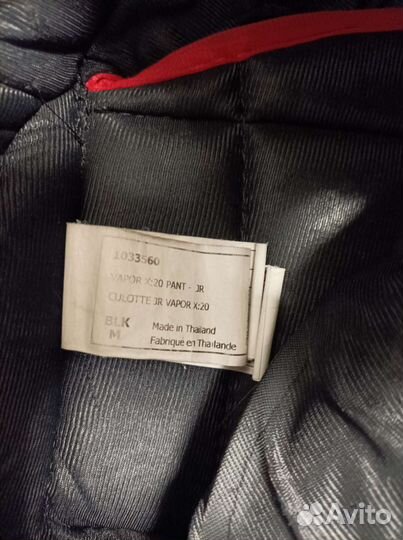 1033560
VAPOR X:20 PANT - JR
CULOTTE JR VAPOR X:20
BLK
M
Made in Thailand
Fabriqué en Thaïlande
Avito